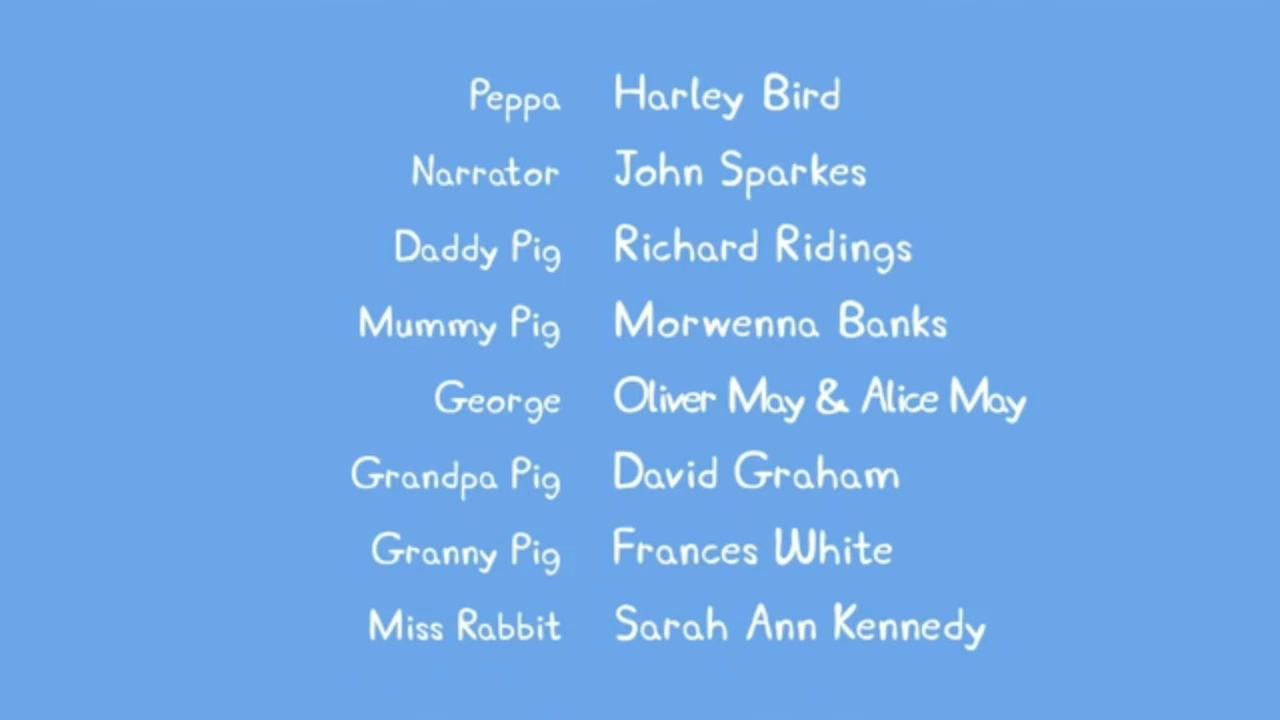 Peppa Harley Bird
Narrator John Sparkes
Daddy Pig Richard Ridings
Mummy Pig Morwenna Banks
George Oliver May & Alice May
Grandpa Pig David Graham
Granny Pig Frances White
Miss Rabbit Sarah Ann Kennedy